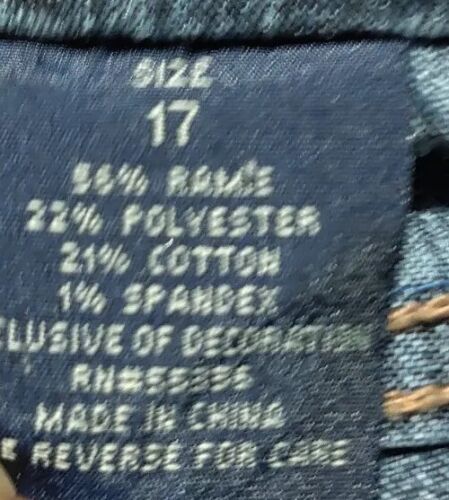 SIZE
17
56% RAMIE
22% POLYESTER
21% COTTON
1% SPANDEX
CLUSIVE OF DECORATION
MADE IN CHINA
E REVERSE FOR CARE